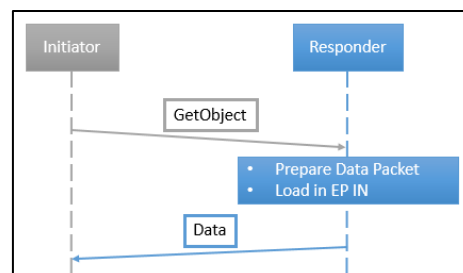 Initiator
Responder
GetObject
• Prepare Data Packet
• Load in EP IN
Data